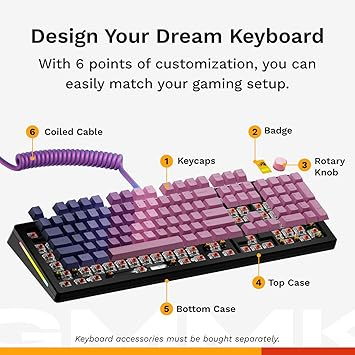 Design Your Dream Keyboard
With 6 points of customization, you can
easily match your gaming setup.
6 Coiled Cable
2 Badge
1 Keycaps
3 Rotary
Knob
4 Top Case
5 Bottom Case
GMMK
Keyboard accessories must be bought separately.